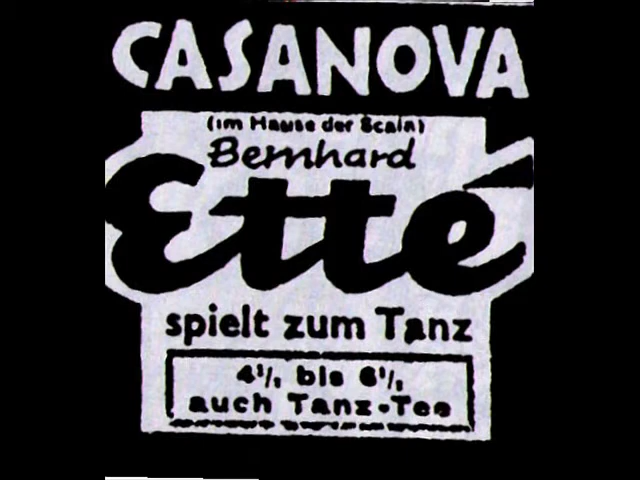 CASANOVA
(im Hause der Scala)
Bernhard
Etté
spielt zum Tanz
4½ bis 6½
auch Tanz-Tee